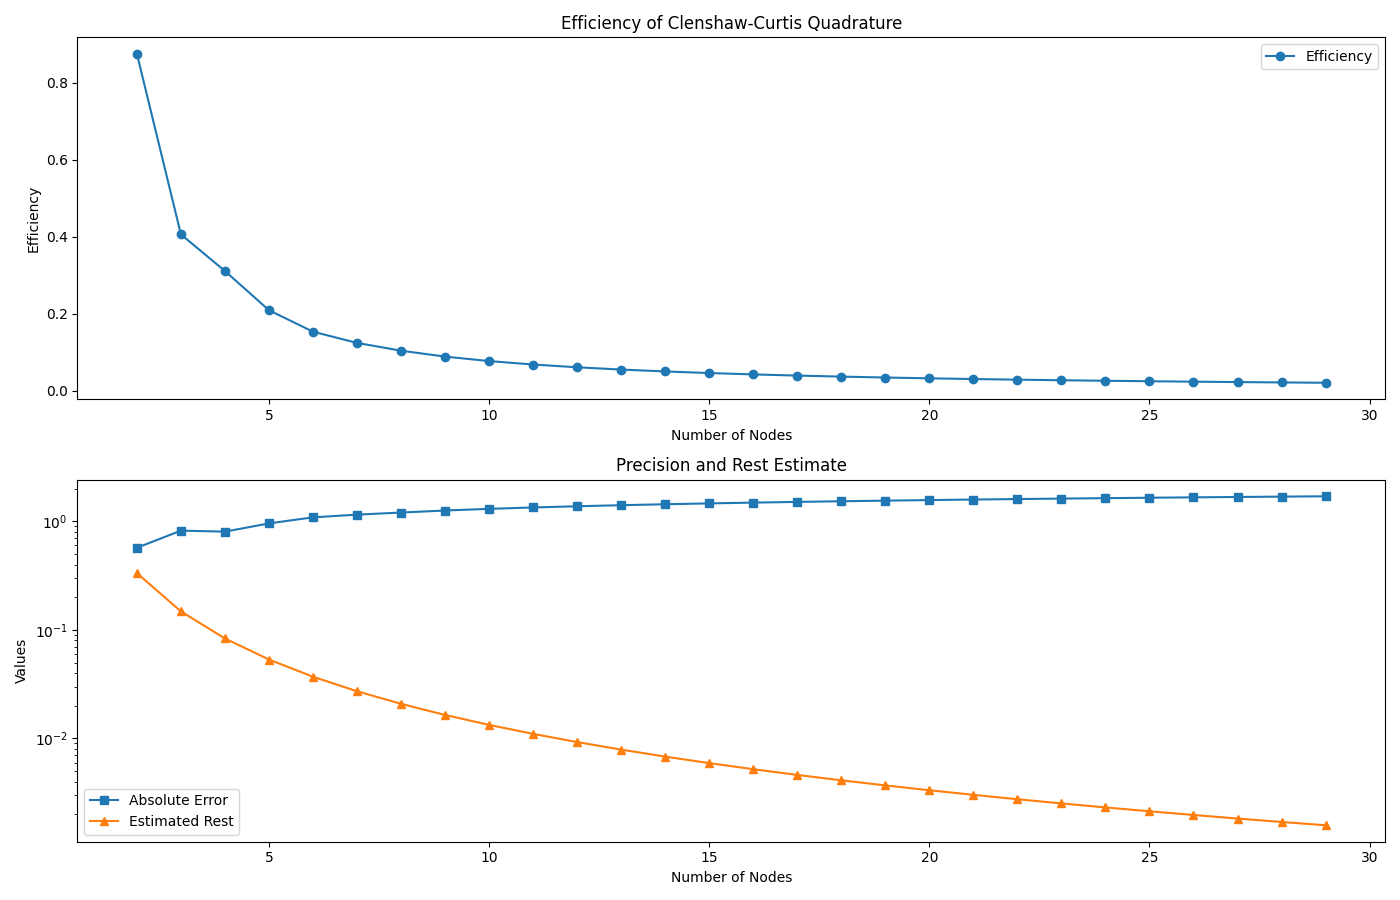 Efficiency of Clenshaw-Curtis Quadrature
Efficiency
Efficiency
0.8
0.6
0.4
0.2
0.0
5 10 15 20 25 30
Number of Nodes
Precision and Rest Estimate
Values
10⁰
10⁻¹
10⁻²
Absolute Error
Estimated Rest
5 10 15 20 25 30
Number of Nodes